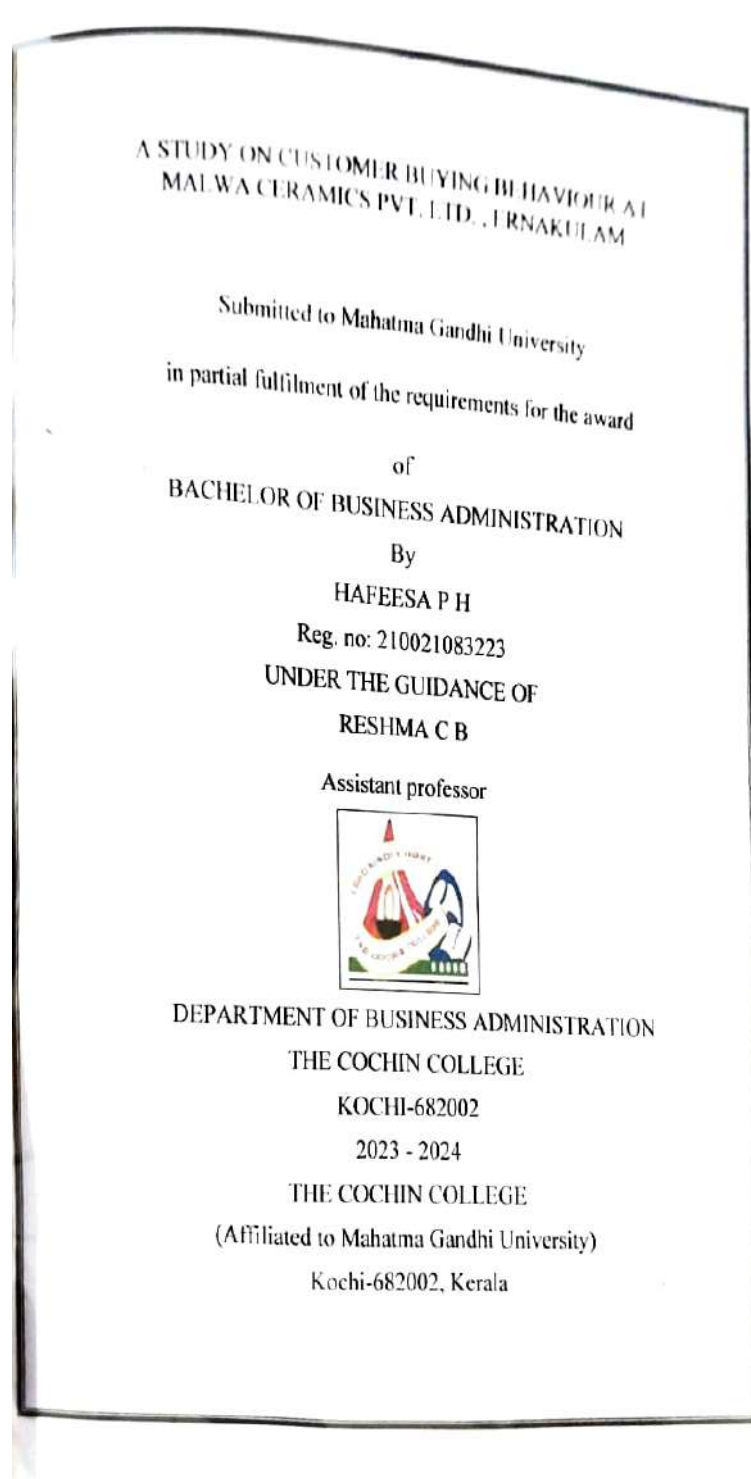 A STUDY ON CUSTOMER BUYING BEHAVIOUR AT
MALWA CERAMICS PVT. LTD. , ERNAKULAM
Submitted to Mahatma Gandhi University
in partial fulfilment of the requirements for the award
of
BACHELOR OF BUSINESS ADMINISTRATION
By
HAFEESA P H
Reg. no: 210021083223
UNDER THE GUIDANCE OF
RESHMA C B
Assistant professor
THE COCHIN COLLEGE
DEPARTMENT OF BUSINESS ADMINISTRATION
THE COCHIN COLLEGE
KOCHI-682002
2023 - 2024
THE COCHIN COLLEGE
(Affiliated to Mahatma Gandhi University)
Kochi-682002, Kerala